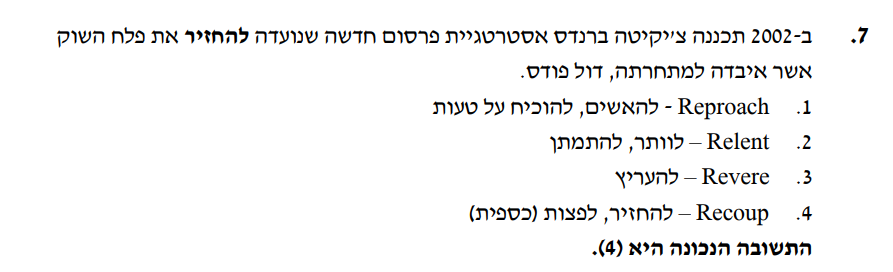 7. ב-2002 תכננה צ'יקיטה ברנדס אסטרטגיית פרסום חדשה שנועדה להחזיר את פלח השוק
אשר איבדה למתחרתה, דול פודס.
1. Reproach - להאשים, להוכיח על טעות
2. Relent – לוותר, להתמתן
3. Revere – להעריץ
4. Recoup – להחזיר, לפצות (כספית)
התשובה הנכונה היא (4).